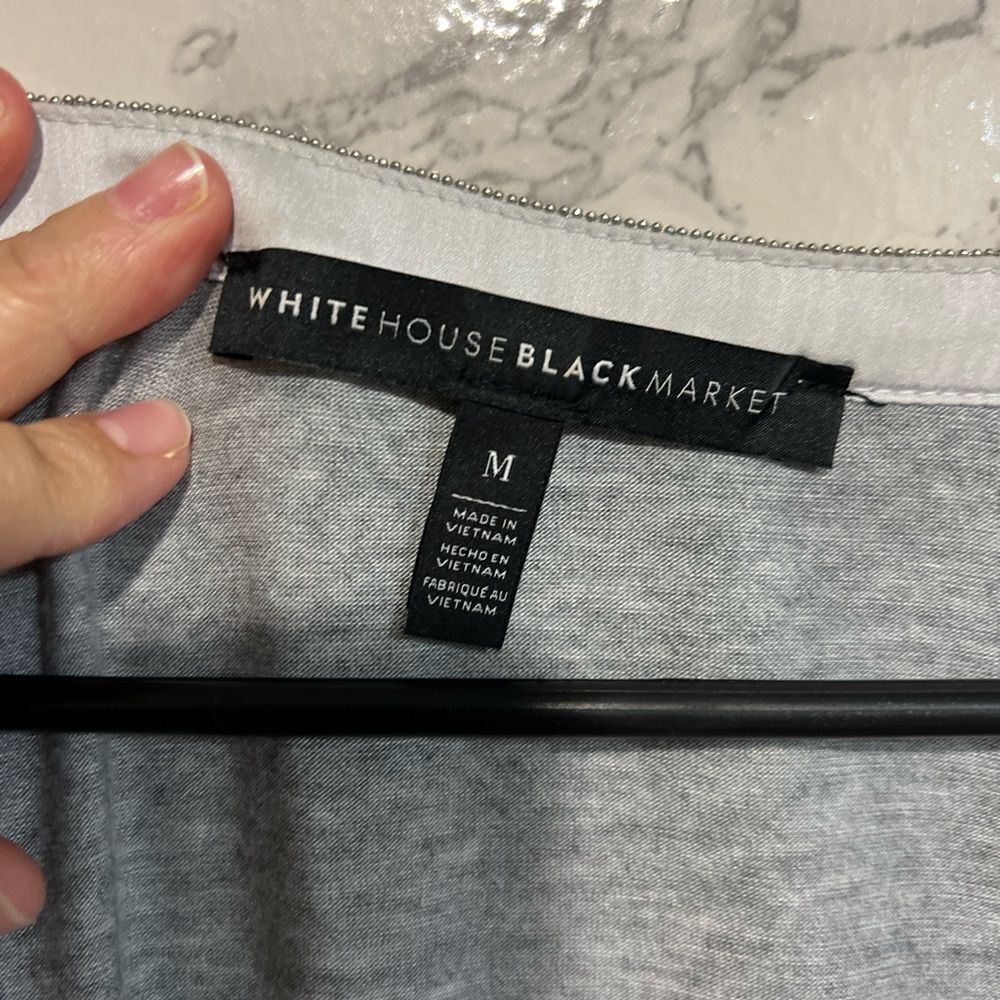 WHITEHOUSEBLACKMARKET
M
MADE IN
VIETNAM
HECHO EN
VIETNAM
FABRIQUÉ AU
VIETNAM